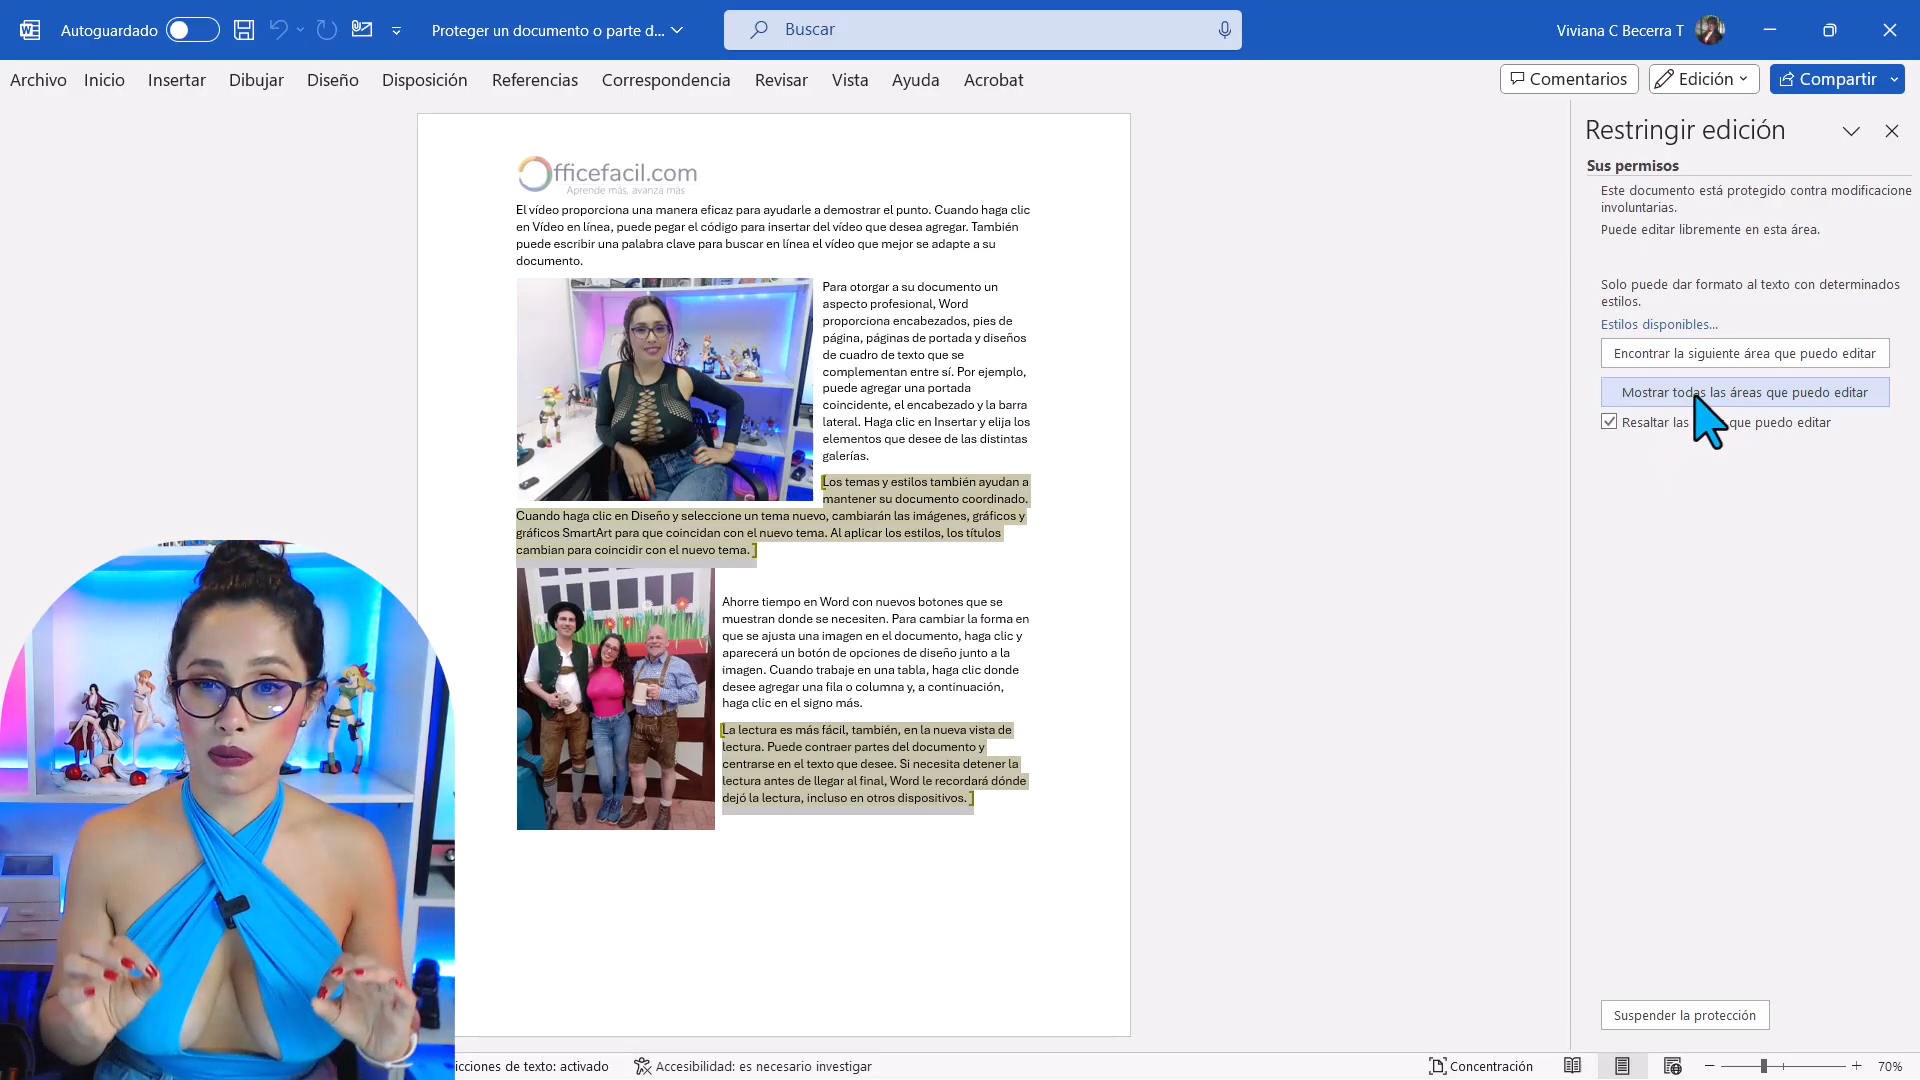 Autoguardado
Proteger un documento o parte d...
Buscar
Viviana C Becerra T
Archivo Inicio Insertar Dibujar Diseño Disposición Referencias Correspondencia Revisar Vista Ayuda Acrobat
Comentarios Edición Compartir
Restringir edición
Sus permisos
Este documento está protegido contra modificacione
involuntarias.
Puede editar libremente en esta área.
Solo puede dar formato al texto con determinados
estilos.
Estilos disponibles...
Encontrar la siguiente área que puedo editar
Mostrar todas las áreas que puedo editar
Resaltar las que puedo editar
Suspender la protección
fficefacil.com
Aprende más, avanza más
El vídeo proporciona una manera eficaz para ayudarle a demostrar el punto. Cuando haga clic
en Vídeo en línea, puede pegar el código para insertar del vídeo que desea agregar. También
puede escribir una palabra clave para buscar en línea el vídeo que mejor se adapte a su
documento.
Para otorgar a su documento un
aspecto profesional, Word
proporciona encabezados, pies de
página, páginas de portada y diseños
de cuadro de texto que se
complementan entre sí. Por ejemplo,
puede agregar una portada
coincidente, el encabezado y la barra
lateral. Haga clic en Insertar y elija los
elementos que desee de las distintas
galerías.
Los temas y estilos también ayudan a
mantener su documento coordinado.
Cuando haga clic en Diseño y seleccione un tema nuevo, cambiarán las imágenes, gráficos y
gráficos SmartArt para que coincidan con el nuevo tema. Al aplicar los estilos, los títulos
cambian para coincidir con el nuevo tema.
Ahorre tiempo en Word con nuevos botones que se
muestran donde se necesiten. Para cambiar la forma en
que se ajusta una imagen en el documento, haga clic y
aparecerá un botón de opciones de diseño junto a la
imagen. Cuando trabaje en una tabla, haga clic donde
desee agregar una fila o columna y, a continuación,
haga clic en el signo más.
La lectura es más fácil, también, en la nueva vista de
lectura. Puede contraer partes del documento y
centrarse en el texto que desee. Si necesita detener la
lectura antes de llegar al final, Word le recordará dónde
dejó la lectura, incluso en otros dispositivos.
icciones de texto: activado Accesibilidad: es necesario investigar Concentración 70%